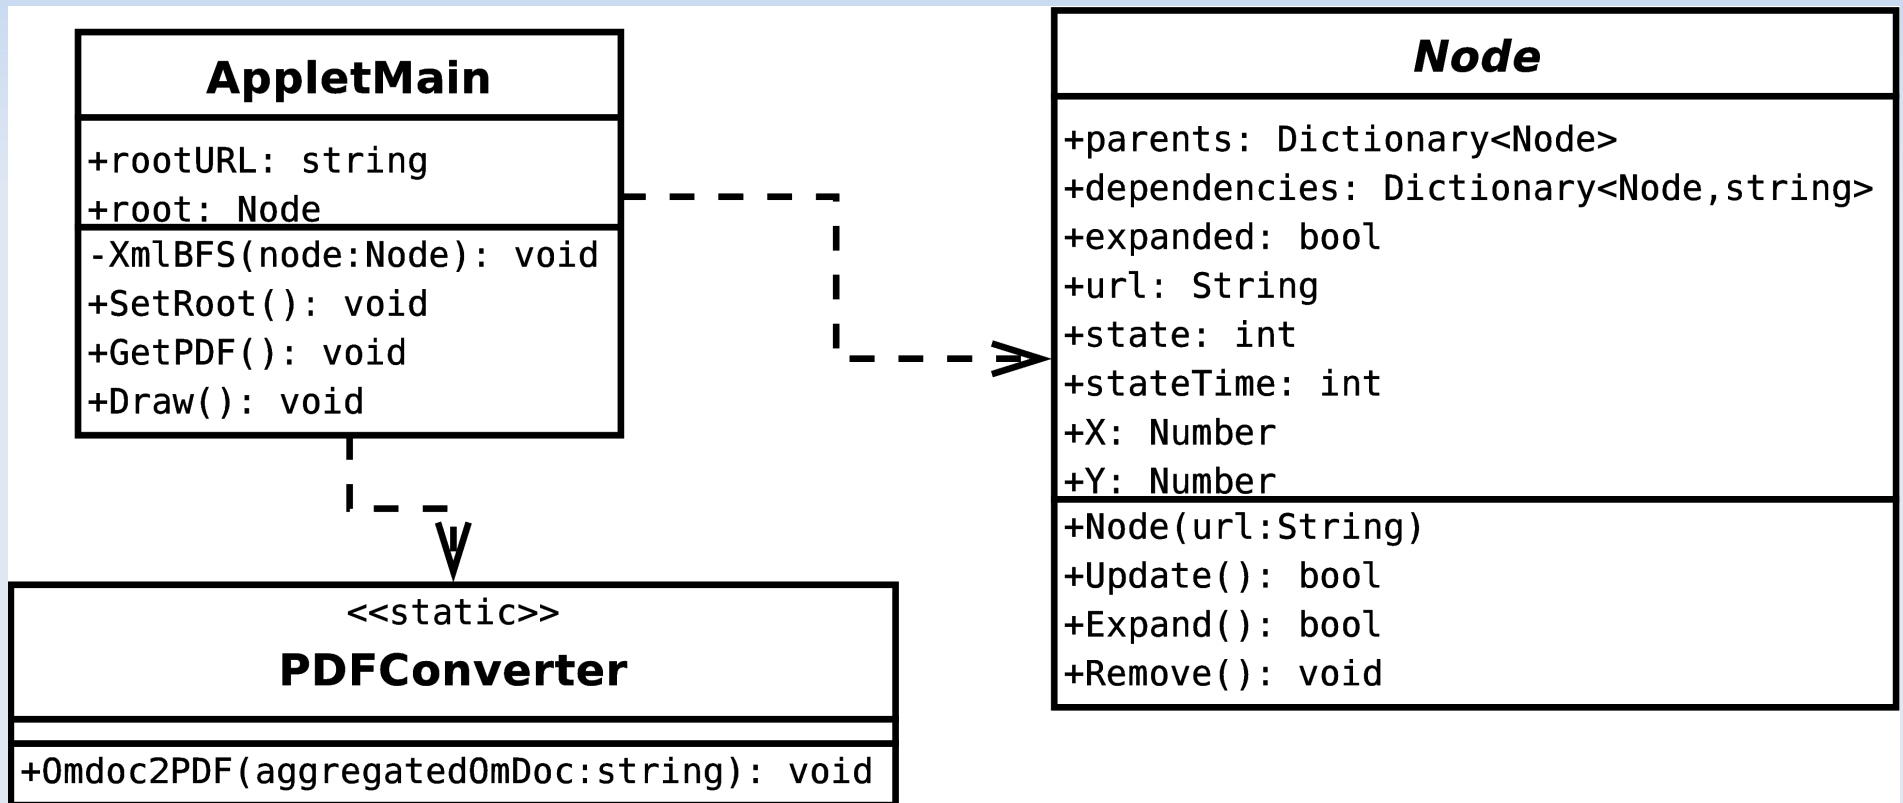 AppletMain
+rootURL: string
+root: Node
-XmlBFS(node:Node): void
+SetRoot(): void
+GetPDF(): void
+Draw(): void
Node
+parents: Dictionary<Node>
+dependencies: Dictionary<Node,string>
+expanded: bool
+url: String
+state: int
+stateTime: int
+X: Number
+Y: Number
+Node(url:String)
+Update(): bool
+Expand(): bool
+Remove(): void
<<static>>
PDFConverter
+Omdoc2PDF(aggregatedOmDoc:string): void